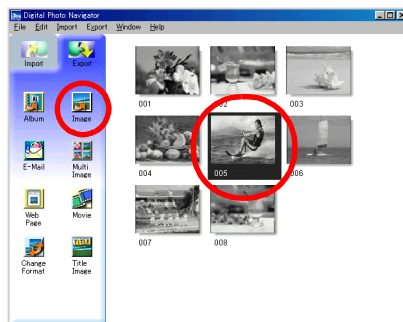 Digital Photo Navigator
File Edit Import Export Window Help
Import Export
Album Image
E-Mail Multi Image
Web Page Movie
Change Format Title Image
001 002 003
004 005 006
007 008